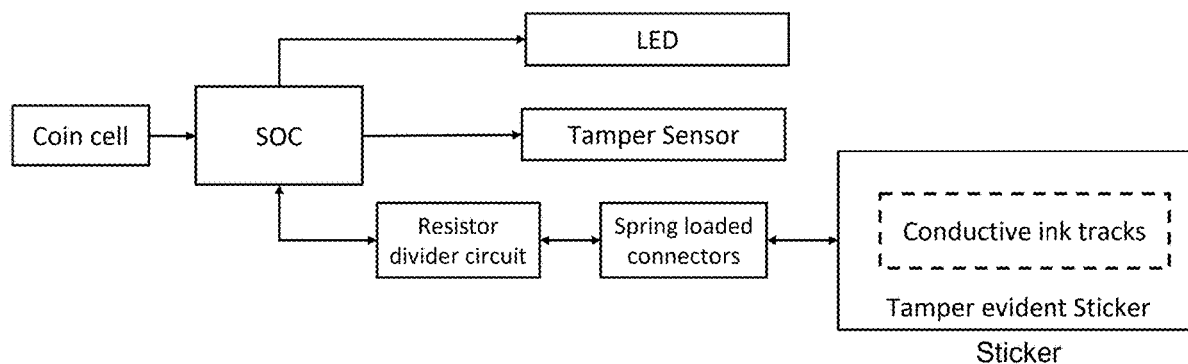 LED
Coin cell
SOC
Tamper Sensor
Resistor
divider circuit
Spring loaded
connectors
Conductive ink tracks
Tamper evident Sticker
Sticker